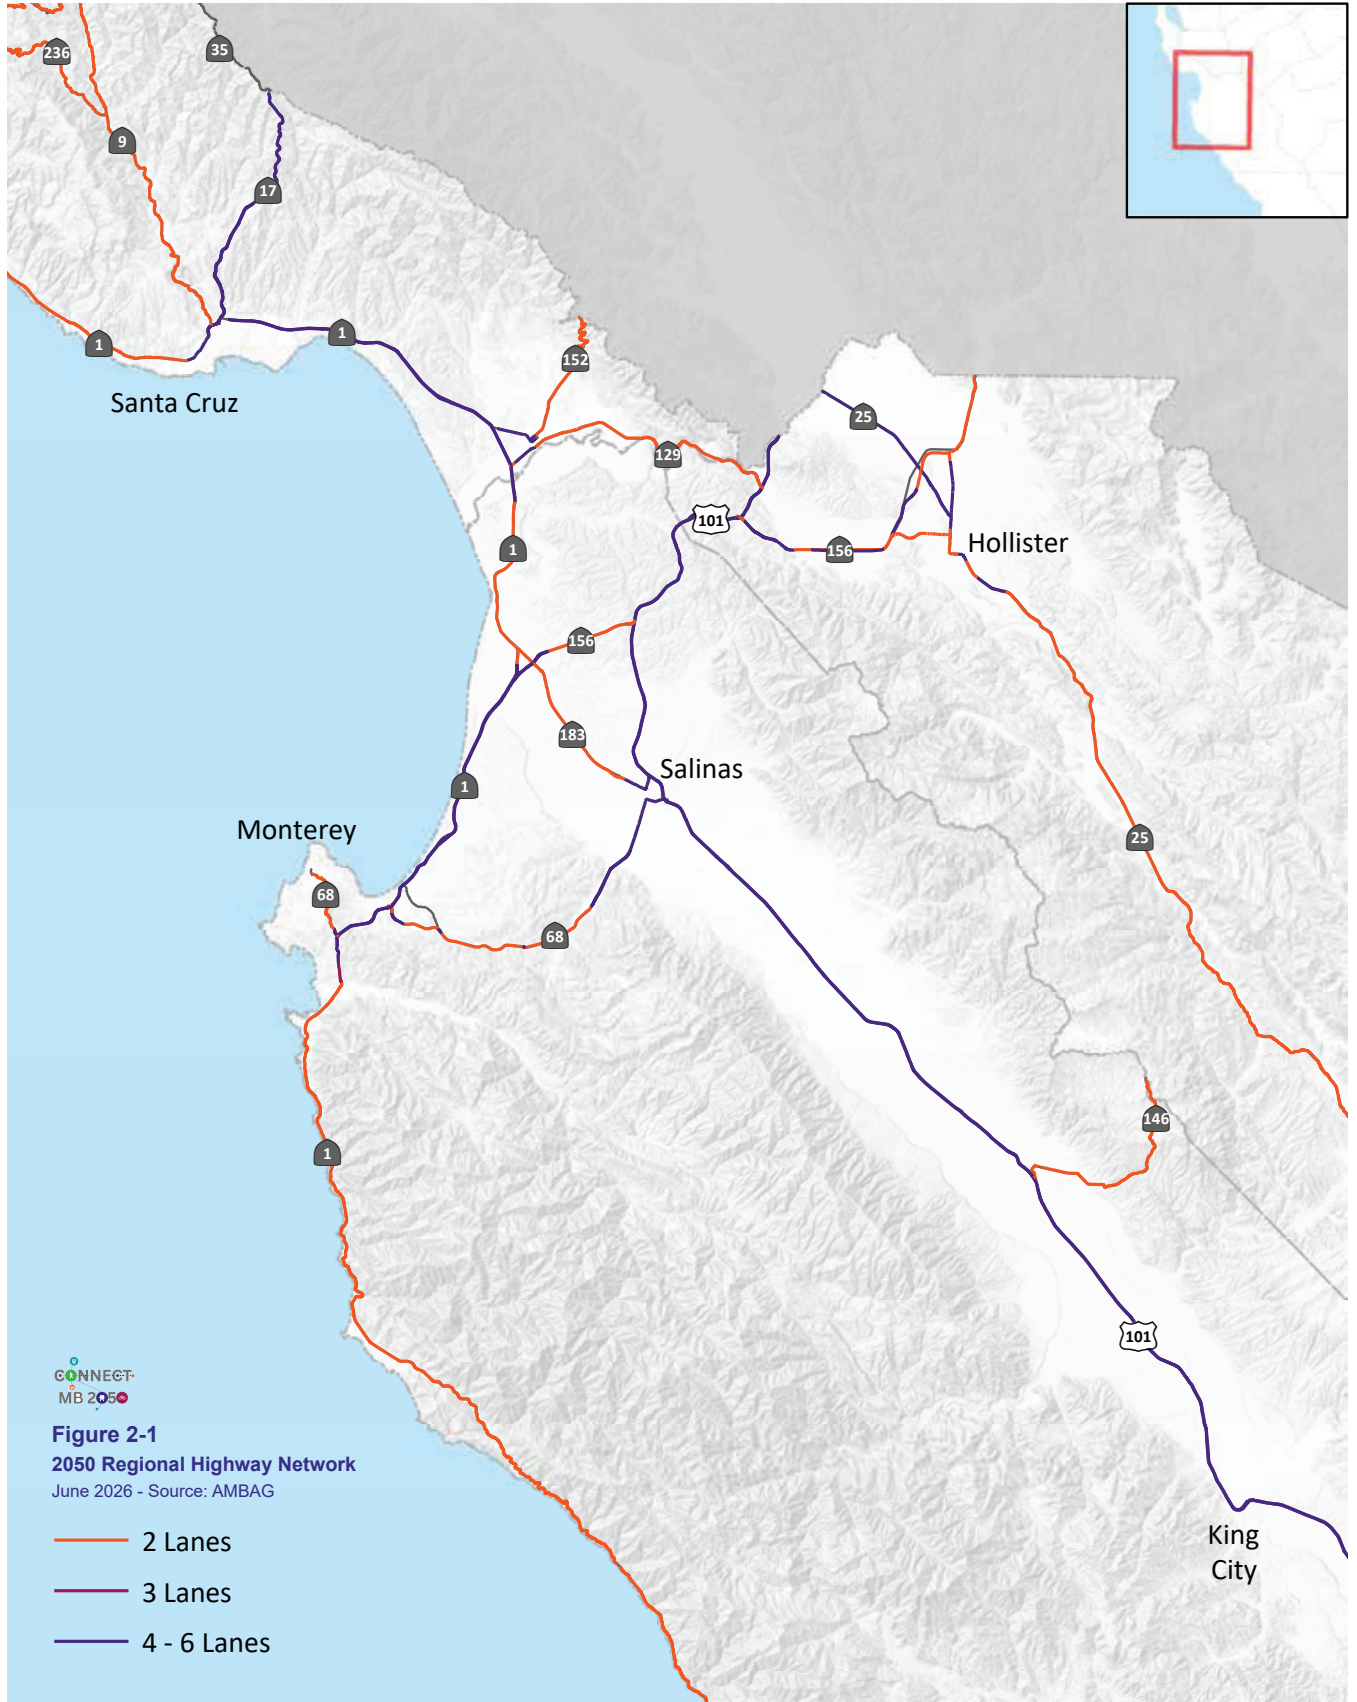 35
236
9
17
1
1
Santa Cruz
152
25
129
101
1
156
Hollister
156
183
Salinas
1
Monterey
25
68
68
146
1
101
CONNECT
MB 2050
Figure 2-1
2050 Regional Highway Network
June 2026 - Source: AMBAG
2 Lanes
3 Lanes
4 - 6 Lanes
King
City